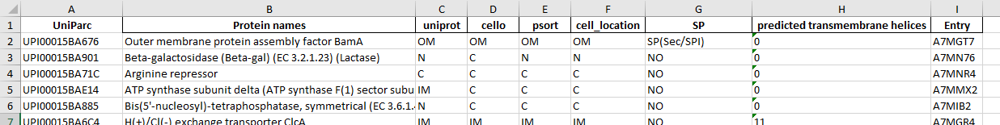 A B C D E F G H I
1 UniParc Protein names uniprot cello psort cell_location SP predicted transmembrane helices Entry
2 UPI00015BA676 Outer membrane protein assembly factor BamA OM OM OM OM SP(Sec/SPI) 0 A7MGT7
3 UPI00015BA901 Beta-galactosidase (Beta-gal) (EC 3.2.1.23) (Lactase) N C N N NO 0 A7MN76
4 UPI00015BA71C Arginine repressor C C C C NO 0 A7MNR4
5 UPI00015BAE14 ATP synthase subunit delta (ATP synthase F(1) sector subu IM C C C NO 0 A7MMX2
6 UPI00015BA885 Bis(5'-nucleosyl)-tetraphosphatase, symmetrical (EC 3.6.1. N C C C NO 0 A7MIB2
7 UPI00015BA6C4 H(+)/Cl(-) exchange transporter ClcA IM IM IM IM NO 11 A7MGR4